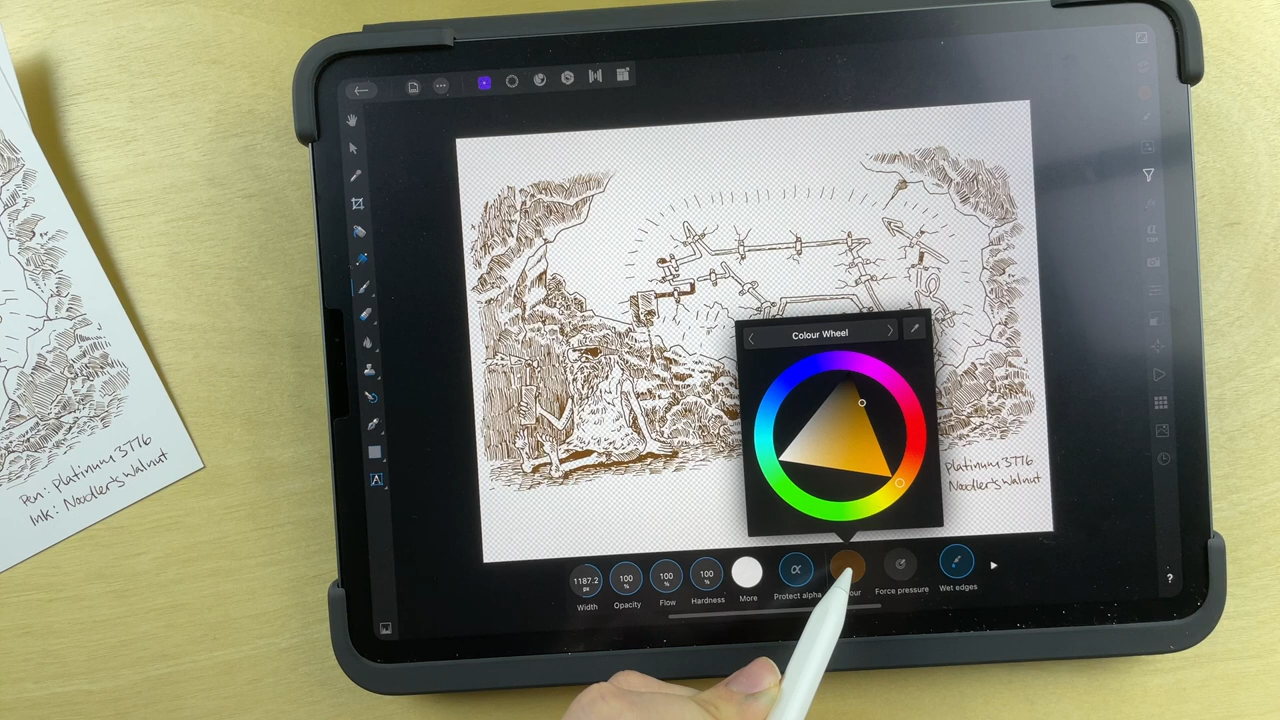 Pen: Platinum 3776
Ink: Noodler's Walnut
Colour Wheel
Platinum 3776
Noodler's Walnut
1187.2
px
100
%
100
%
100
%
α
Width
Opacity
Flow
Hardness
More
Protect alpha
Force pressure
Wet edges
A
?